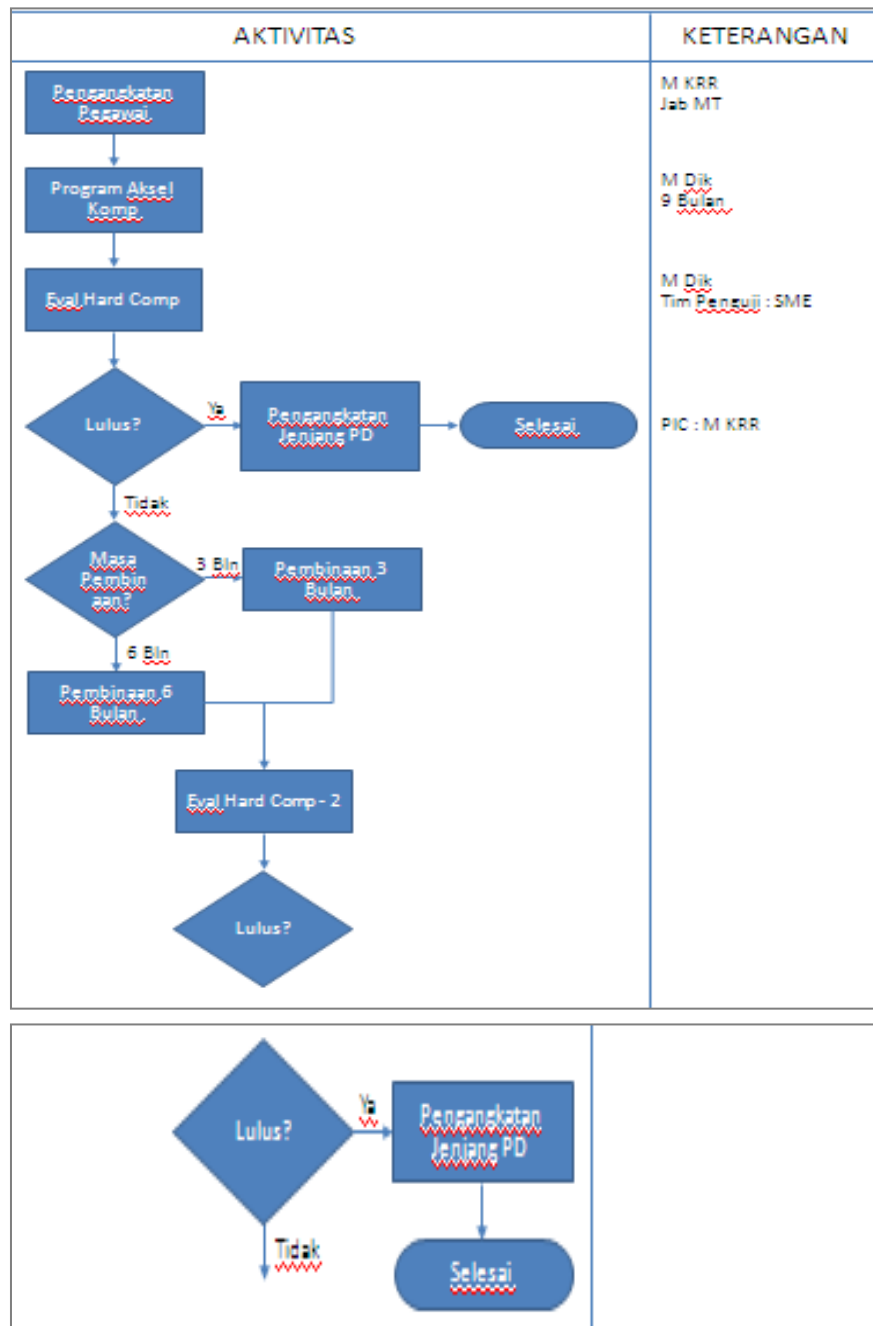 AKTIVITAS
KETERANGAN
Pengangkatan
Pegawai
M KRR
Jab MT
Program Aksel
Komp
M Dik
9 Bulan
Eval Hard Comp
M Dik
Tim Penguji : SME
Lulus?
Ya
Pengangkatan
Jenjang PD
Selesai
PIC : M KRR
Tidak
Masa
Pembin
aan?
3 Bln
Pembinaan 3
Bulan
6 Bln
Pembinaan 6
Bulan
Eval Hard Comp - 2
Lulus?
Lulus?
Ya
Pengangkatan
Jenjang PD
Tidak
Selesai